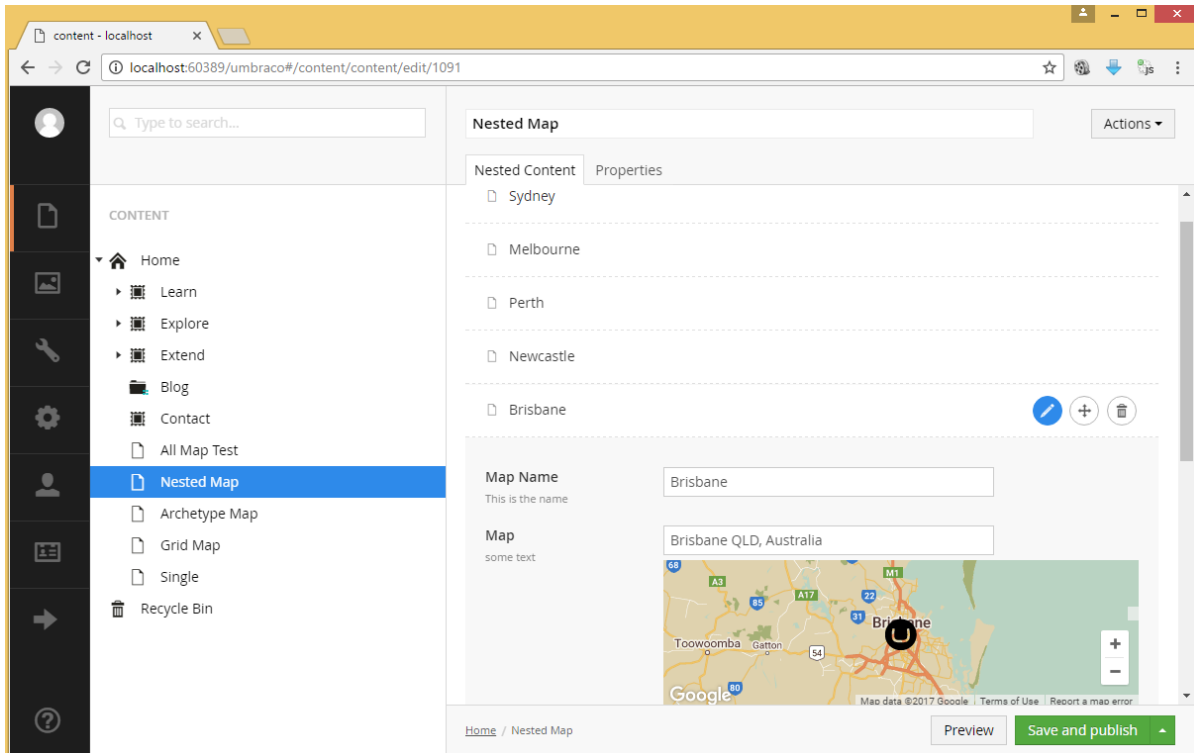 content - localhost
localhost:60389/umbraco#/content/content/edit/1091
js
Type to search...
CONTENT
Home
Learn
Explore
Extend
Blog
Contact
All Map Test
Nested Map
Archetype Map
Grid Map
Single
Recycle Bin
Nested Map
Actions
Nested Content Properties
Sydney
Melbourne
Perth
Newcastle
Brisbane
Map Name
This is the name
Brisbane
Map
some text
Brisbane QLD, Australia
68
A3
M1
85
A17
22
31
Brisbane
Toowoomba
Gatton
54
80
Google
Map data ©2017 Google
Terms of Use
Report a map error
Home / Nested Map
Preview
Save and publish